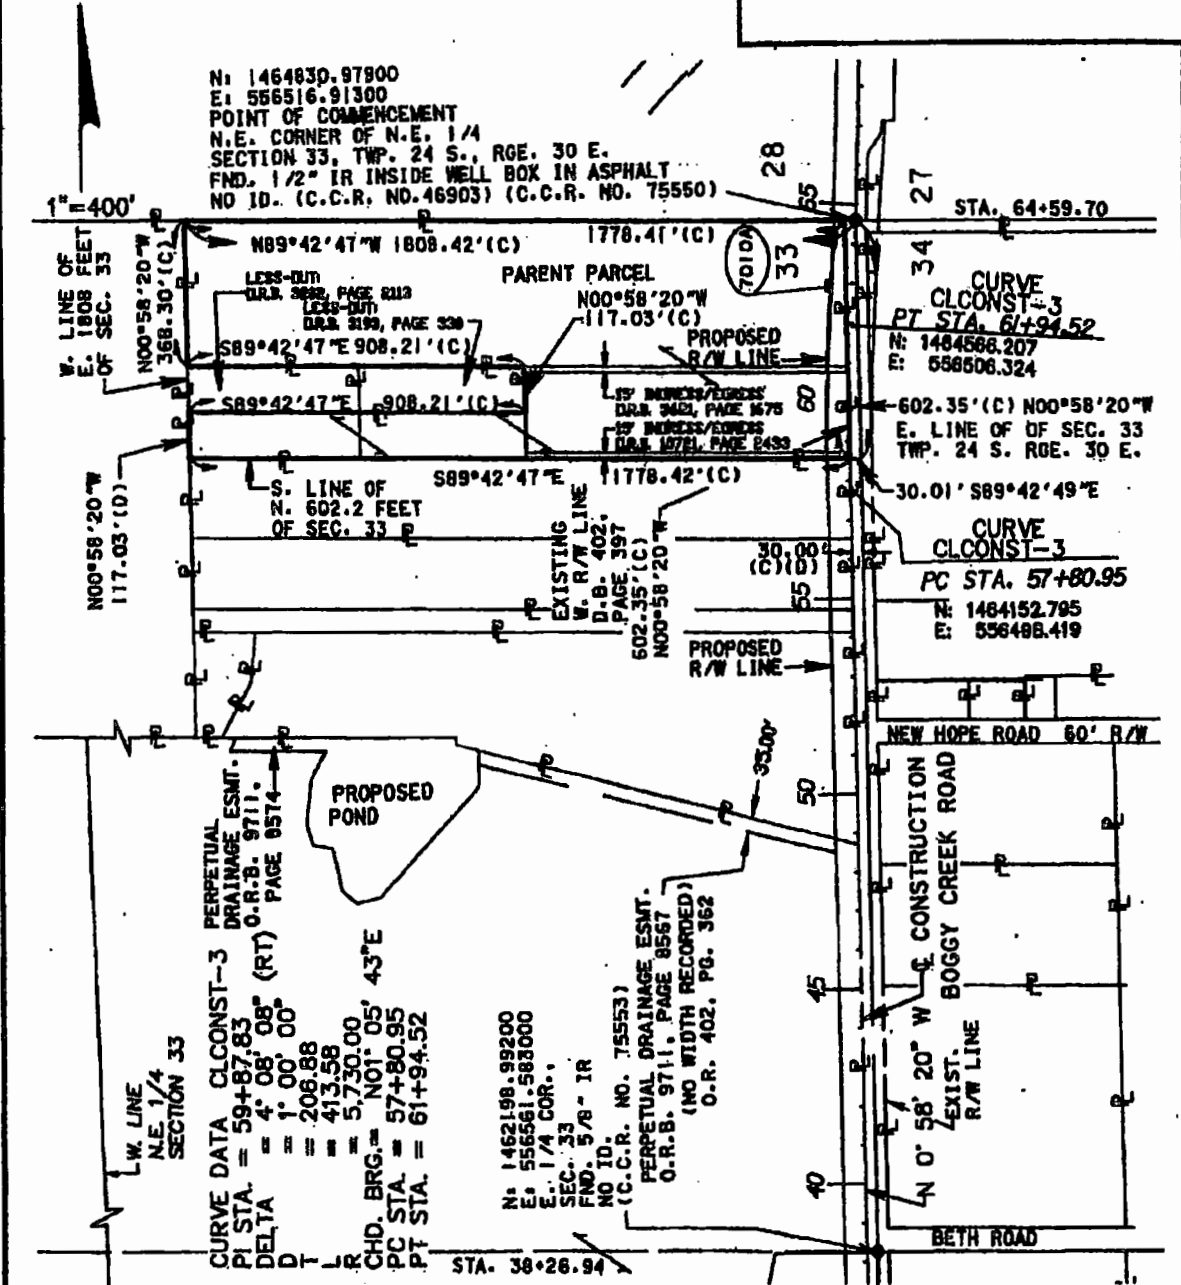 N: 1464830.97900
E: 556516.91300
POINT OF COMMENCEMENT
N.E. CORNER OF N.E. 1/4
SECTION 33, TWP. 24 S., RGE. 30 E.
FND. 1/2" IR INSIDE WELL BOX IN ASPHALT
NO ID. (C.C.R. NO.46903) (C.C.R. NO. 75550)
1"=400'
28
27
65
STA. 64+59.70
W. LINE OF
E. 1808 FEET
OF SEC. 33
N00°58'20"W
368.30'(C)
N89°42'47"W 1808.42'(C)
1778.41'(C)
7010A
33
34
LESS-OUT:
PAGE 2113
LESS-OUT:
O.R.B. 3199, PAGE 330
PARENT PARCEL
N00°58'20"W
117.03'(C)
PROPOSED
R/W LINE
CURVE
CLCONST-3
PT STA. 61+94.52
N: 1464566.207
E: 556506.324
S89°42'47"E 908.21'(C)
S89°42'47"E 908.21'(C)
15' INGRESS/EGRESS
PAGE 1675
15' INGRESS/EGRESS
O.R.B. 10721, PAGE 2433
60
602.35'(C) N00°58'20"W
E. LINE OF OF SEC. 33
TWP. 24 S. RGE. 30 E.
S89°42'47"E 1778.42'(C)
30.01' S89°42'49"E
N00°58'20"W
117.03'(D)
S. LINE OF
N. 602.2 FEET
OF SEC. 33
EXISTING
W. R/W LINE
D.B. 402,
PAGE 397
602.35'(C)
N00°58'20"W
30.00'
(C)(D)
55
CURVE
CLCONST-3
PC STA. 57+80.95
N: 1464152.795
E: 556498.419
PROPOSED
R/W LINE
NEW HOPE ROAD 60' R/W
35.00'
50
PROPOSED
POND
PERPETUAL
DRAINAGE ESMT.
O.R.B. 9711,
PAGE 8574
℄ CONSTRUCTION
BOGGY CREEK ROAD
N 0° 58' 20" W
EXIST.
R/W LINE
45
40
PERPETUAL DRAINAGE ESMT.
O.R.B. 9711, PAGE 8567
(NO WIDTH RECORDED)
O.R. 402, PG. 362
N: 1462198.99200
E: 556561.583000
E. 1/4 COR.,
SEC. 33
FND. 5/8" IR
NO ID.
(C.C.R. NO. 75553)
W. LINE
N.E. 1/4
SECTION 33
CURVE DATA CLCONST-3
PI STA. = 59+87.83
DELTA = 4° 08' 08" (RT)
D = 1° 00' 00"
T = 206.88
L = 413.58
R = 5,730.00
CHD. BRG.= N01° 05' 43"E
PC STA. = 57+80.95
PT STA. = 61+94.52
STA. 38+26.94
BETH ROAD